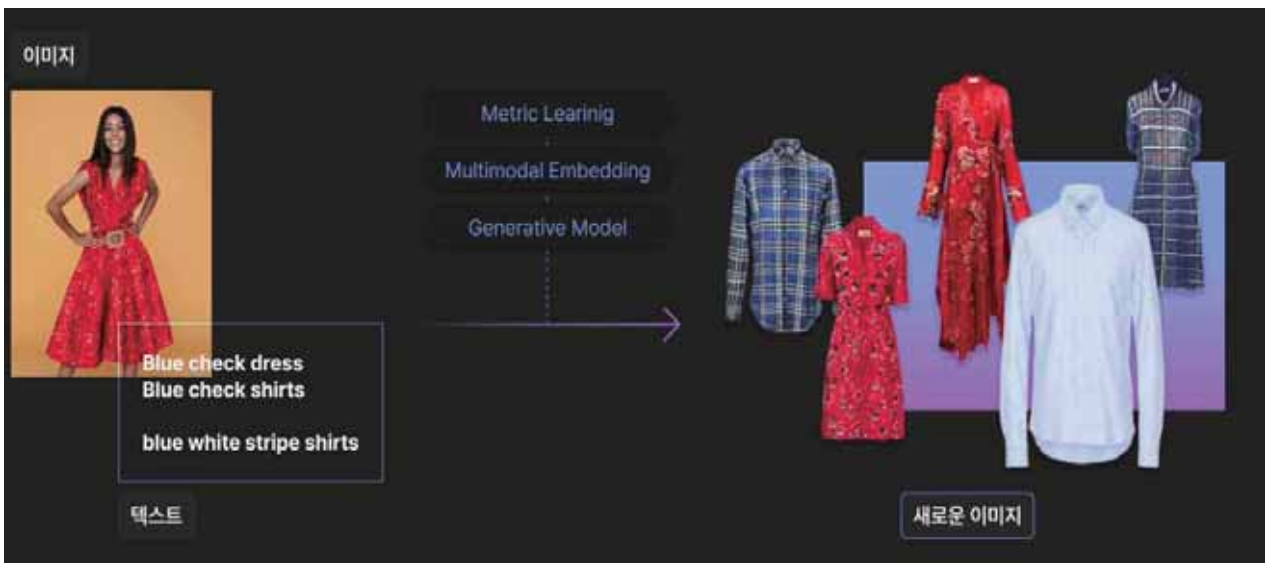 이미지
Metric Learinig
Multimodal Embedding
Generative Model
Blue check dress
Blue check shirts
blue white stripe shirts
텍스트
새로운 이미지